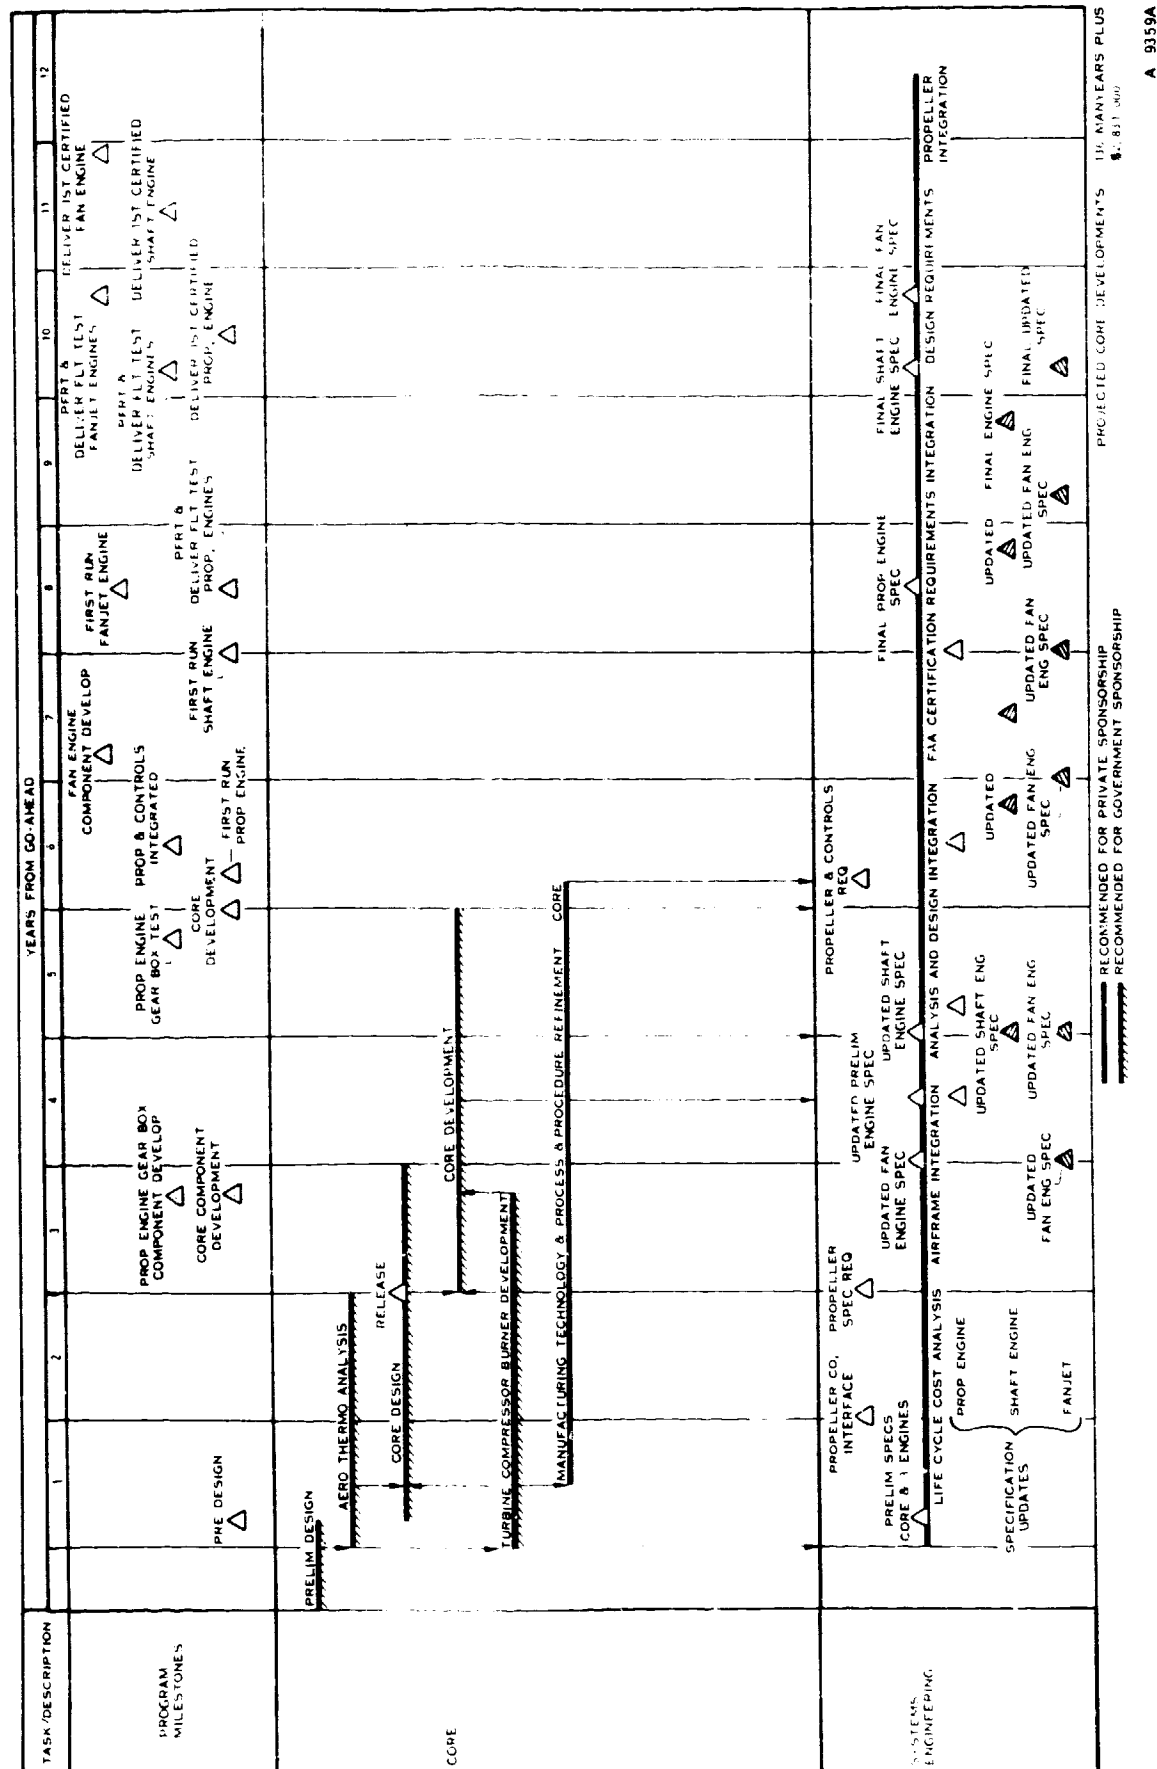 YEARS FROM GO-AHEAD
TASK/DESCRIPTION
1
2
3
4
5
6
7
8
9
10
11
12
PROGRAM
MILESTONES
PRE DESIGN
PROP ENGINE GEAR BOX
COMPONENT DEVELOP
CORE COMPONENT
DEVELOPMENT
PROP ENGINE
GEAR BOX TEST
CORE
DEVELOPMENT
PROP & CONTROLS
INTEGRATED
FIRST RUN
PROP ENGINE
FAN ENGINE
COMPONENT DEVELOP
FIRST RUN
SHAFT ENGINE
FIRST RUN
FANJET ENGINE
PFRT &
DELIVER FLT TEST
PROP, ENGINES
PFRT &
DELIVER FLT TEST
FANJET ENGINES
PFRT &
DELIVER FLT TEST
SHAFT ENGINES
DELIVER 1ST CERTIFIED
PROP, ENGINE
DELIVER 1ST CERTIFIED
FAN ENGINE
DELIVER 1ST CERTIFIED
SHAFT ENGINE
CORE
PRELIM DESIGN
AERO THERMO ANALYSIS
CORE DESIGN
RELEASE
CORE DEVELOPMENT
TURBINE COMPRESSOR BURNER DEVELOPMENT
MANUFACTURING TECHNOLOGY & PROCESS & PROCEDURE REFINEMENT CORE
SYSTEMS
ENGINEERING
PROPELLER CO,
INTERFACE
PROPELLER
SPEC REQ
PROPELLER & CONTROLS
REQ
PRELIM SPECS
CORE & 3 ENGINES
UPDATED FAN
ENGINE SPEC
UPDATED PRELIM
ENGINE SPEC
UPDATED SHAFT
ENGINE SPEC
FINAL PROP ENGINE
SPEC
FINAL SHAFT
ENGINE SPEC
FINAL FAN
ENGINE SPEC
LIFE CYCLE COST ANALYSIS AIRFRAME INTEGRATION ANALYSIS AND DESIGN INTEGRATION FAA CERTIFICATION REQUIREMENTS INTEGRATION DESIGN REQUIREMENTS PROPELLER
INTEGRATION
SPECIFICATION
UPDATES
PROP ENGINE
SHAFT ENGINE
FANJET
UPDATED SHAFT ENG
SPEC
UPDATED
UPDATED
FINAL ENGINE SPEC
UPDATED
FAN ENG SPEC
UPDATED FAN ENG
SPEC
UPDATED FAN ENG
SPEC
UPDATED FAN
ENG SPEC
UPDATED FAN ENG
SPEC
FINAL UPDATED
SPEC
RECOMMENDED FOR PRIVATE SPONSORSHIP
RECOMMENDED FOR GOVERNMENT SPONSORSHIP
PROJECTED CORE DEVELOPMENTS
MANYEARS PLUS
A 9359A